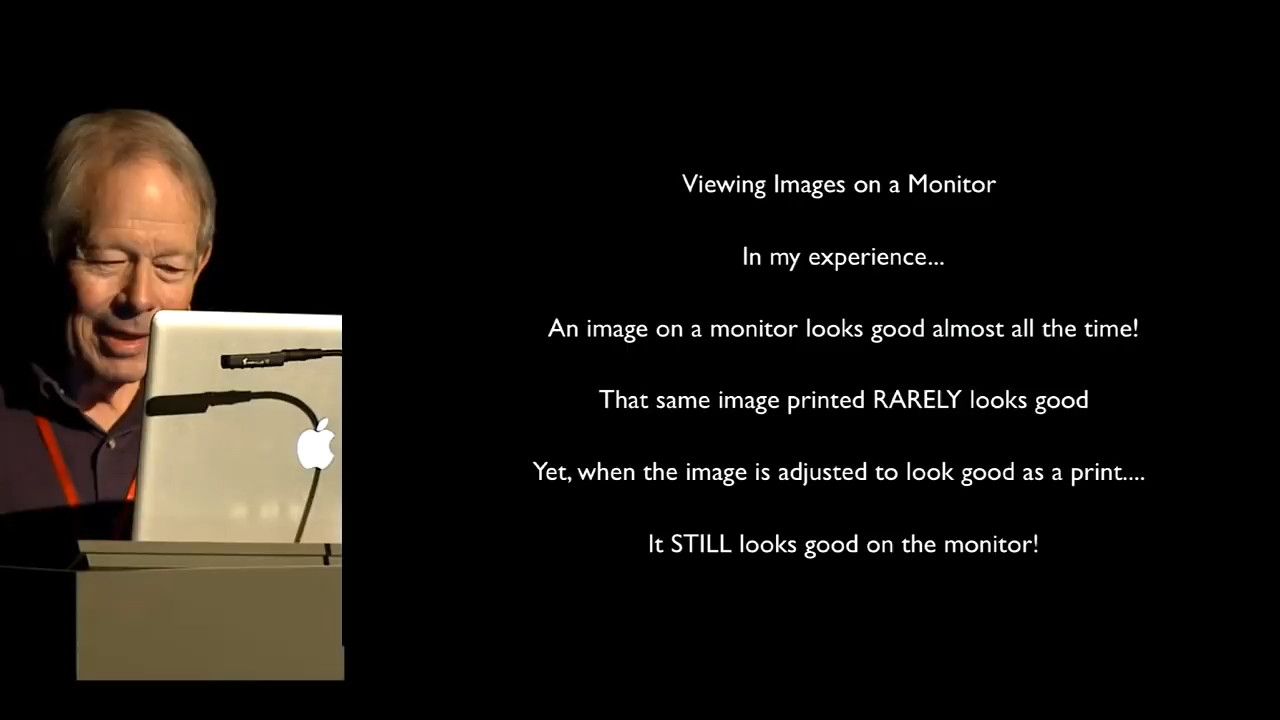 Viewing Images on a Monitor
In my experience...
An image on a monitor looks good almost all the time!
That same image printed RARELY looks good
Yet, when the image is adjusted to look good as a print....
It STILL looks good on the monitor!